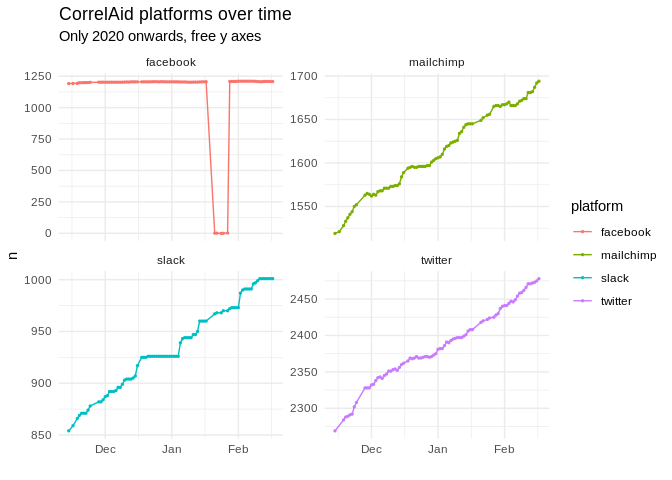 CorrelAid platforms over time
Only 2020 onwards, free y axes
facebook
mailchimp
1250
1000
750
500
250
0
1700
1650
1600
1550
n
slack
twitter
1000
950
900
850
2450
2400
2350
2300
Dec
Jan
Feb
Dec
Jan
Feb
platform
facebook
mailchimp
slack
twitter